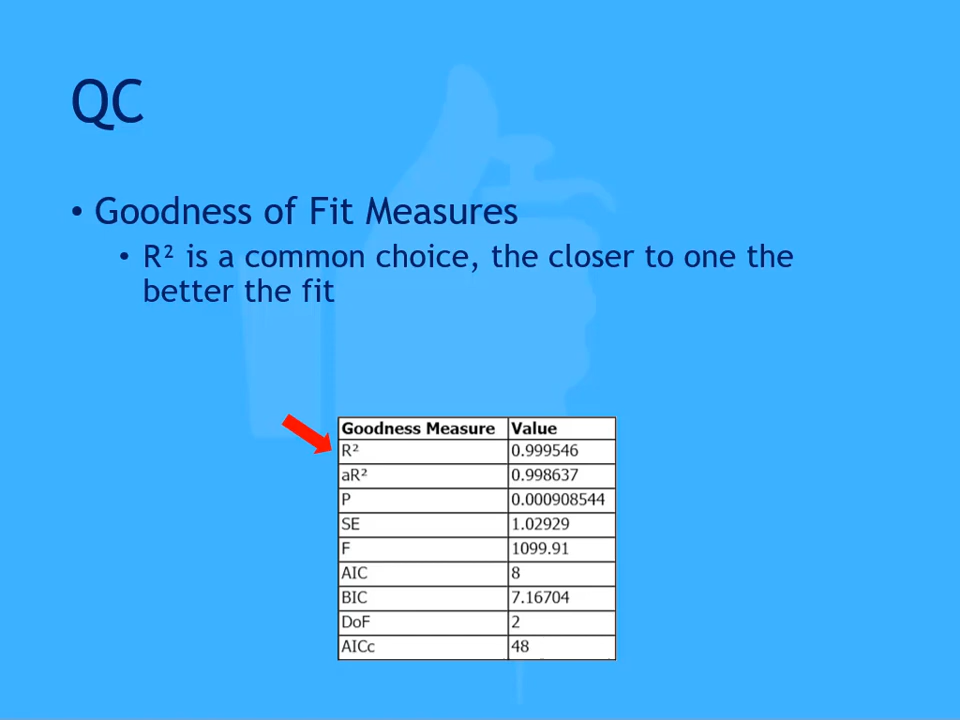 QC
• Goodness of Fit Measures
• R² is a common choice, the closer to one the
better the fit
Goodness Measure Value
R² 0.999546
aR² 0.998637
P 0.000908544
SE 1.02929
F 1099.91
AIC 8
BIC 7.16704
DoF 2
AICc 48